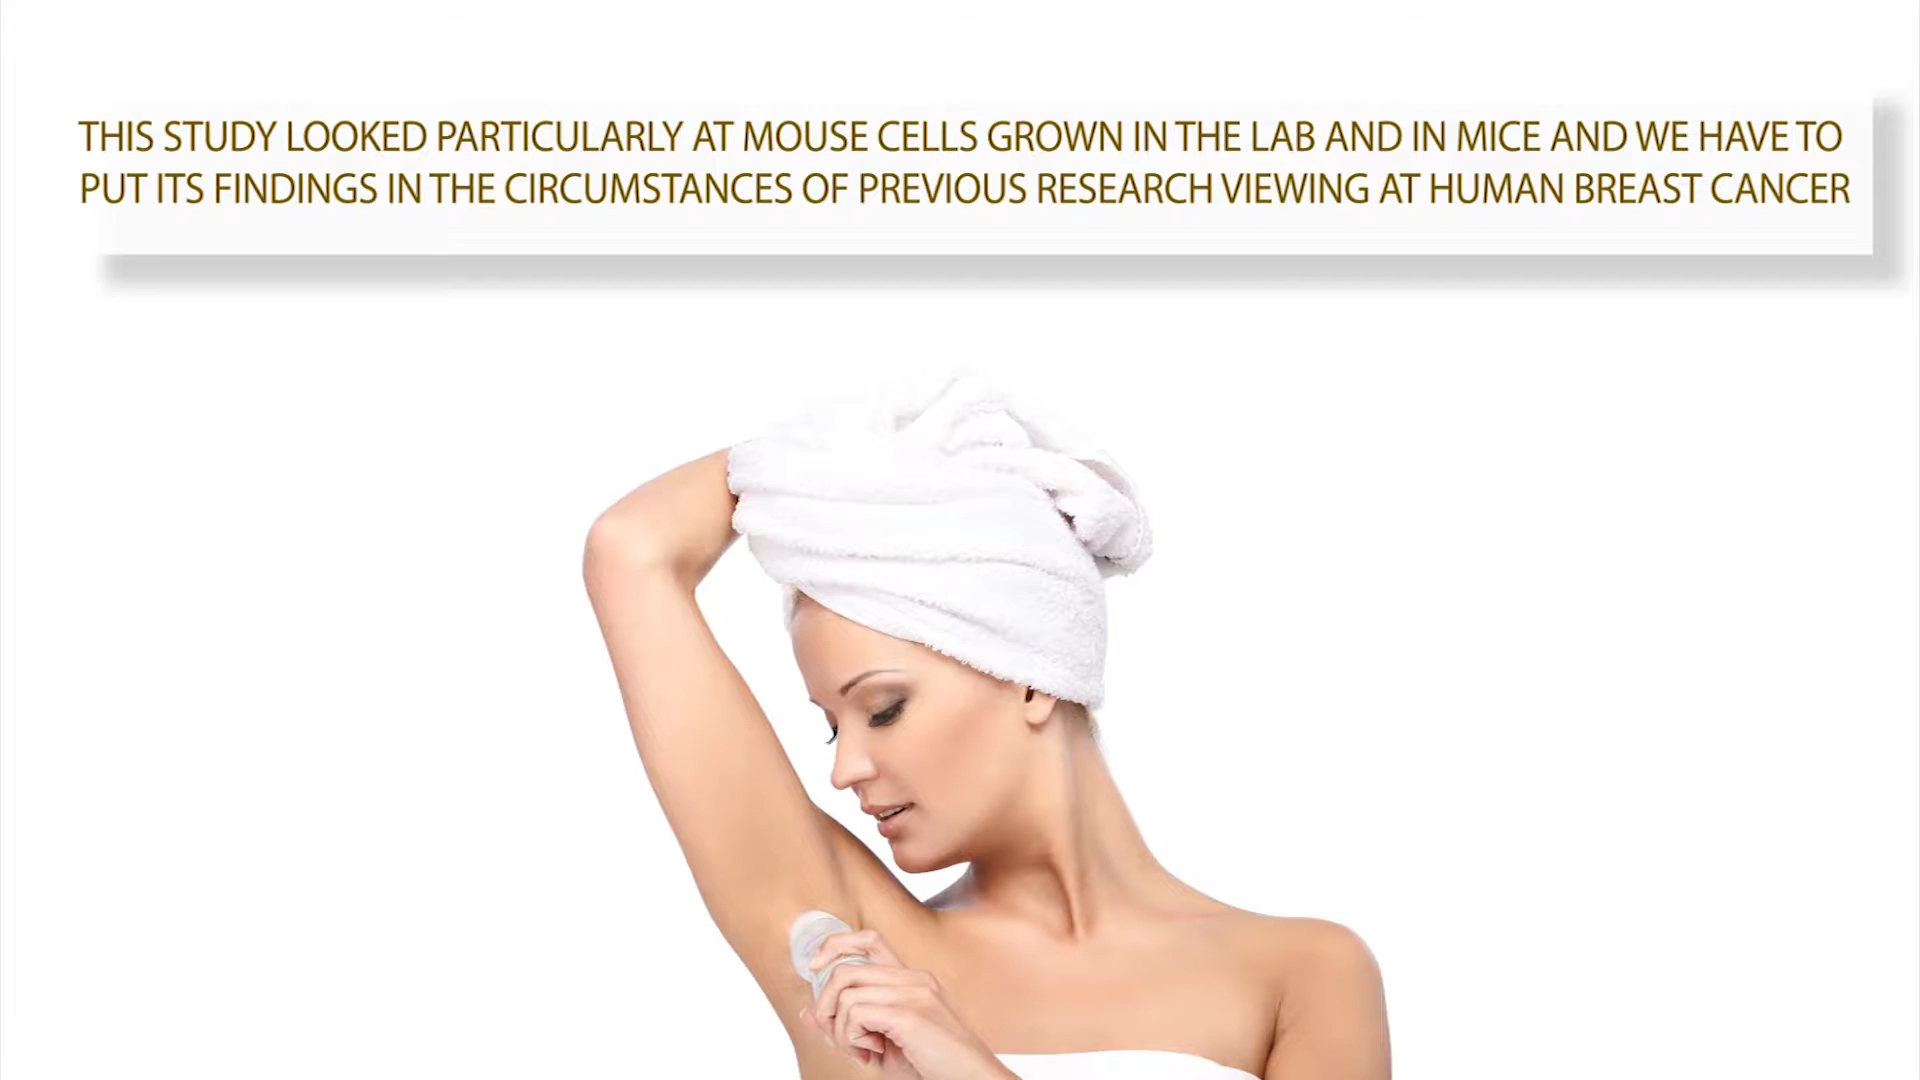 THIS STUDY LOOKED PARTICULARLY AT MOUSE CELLS GROWN IN THE LAB AND IN MICE AND WE HAVE TO
PUT ITS FINDINGS IN THE CIRCUMSTANCES OF PREVIOUS RESEARCH VIEWING AT HUMAN BREAST CANCER